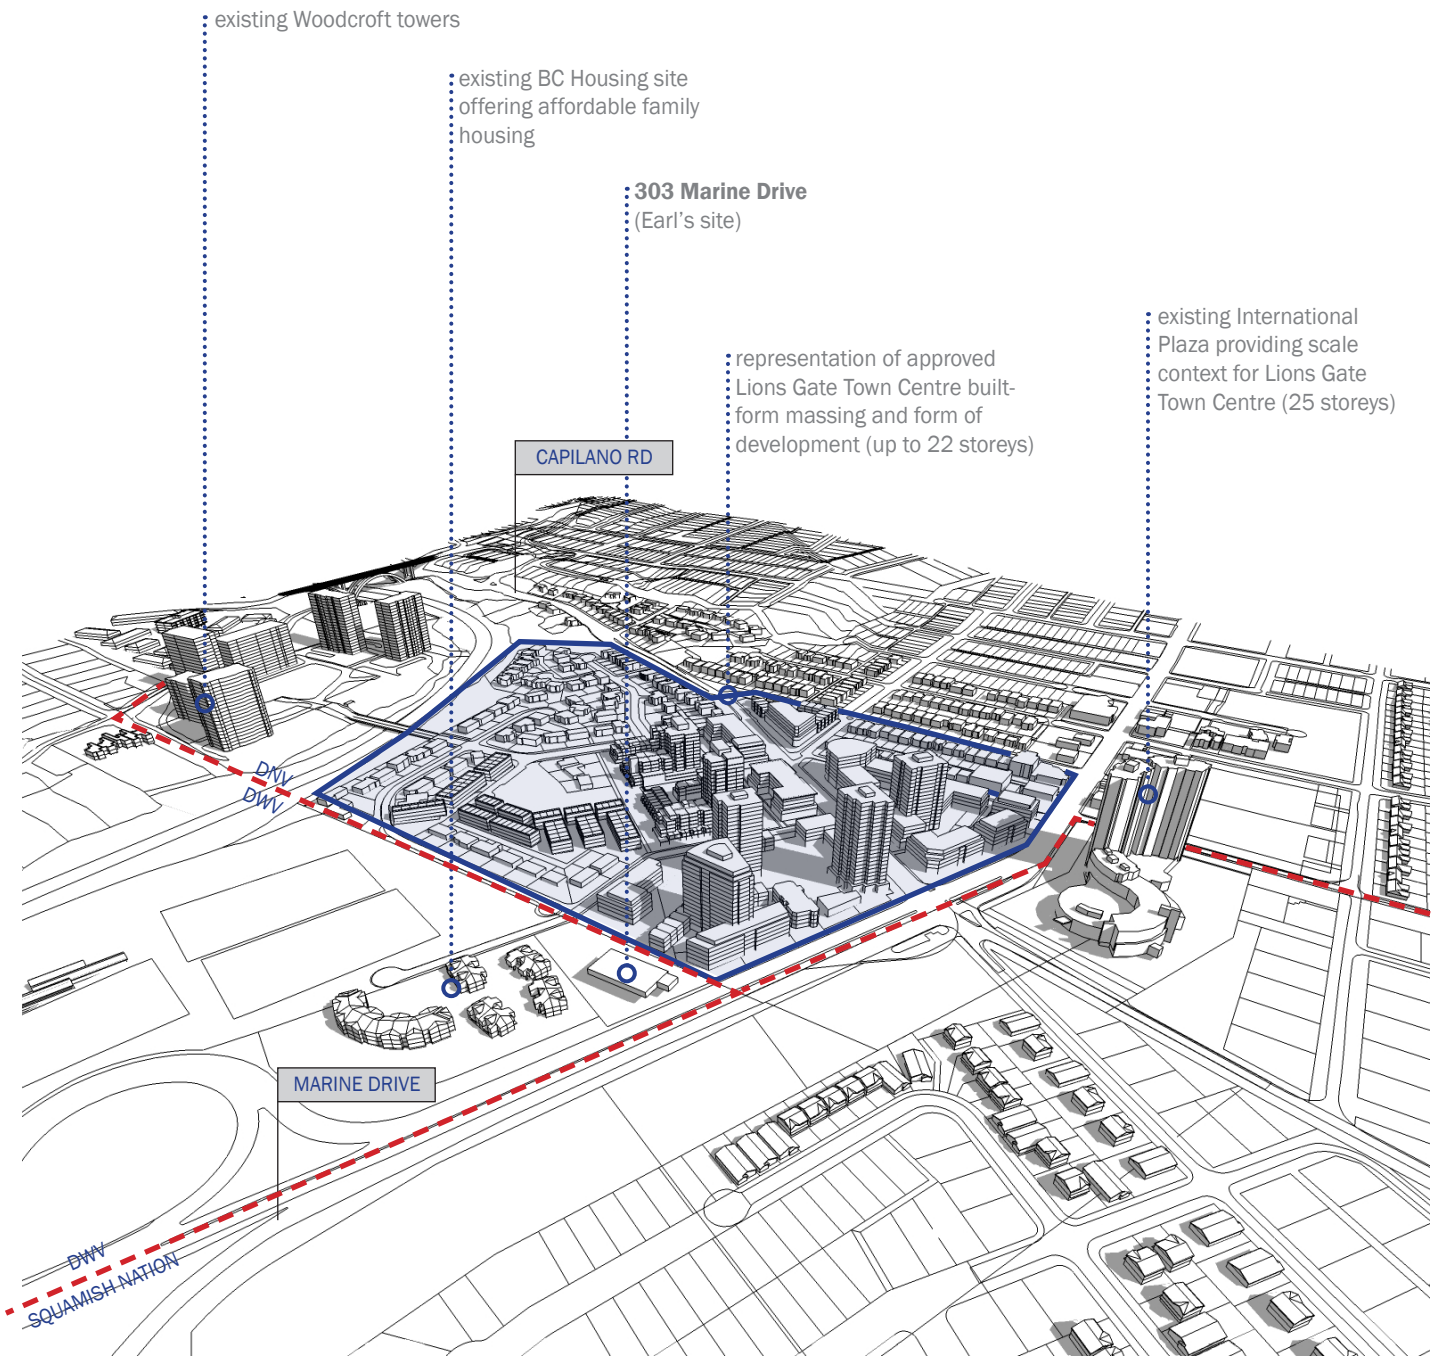 existing Woodcroft towers
existing BC Housing site
offering affordable family
housing
303 Marine Drive
(Earl's site)
existing International
Plaza providing scale
context for Lions Gate
Town Centre (25 storeys)
representation of approved
Lions Gate Town Centre built-
form massing and form of
development (up to 22 storeys)
CAPILANO RD
DNV
DWV
MARINE DRIVE
DWV
SQUAMISH NATION